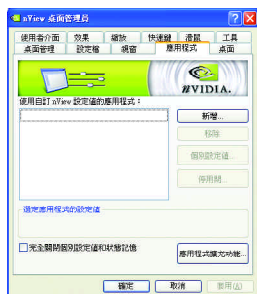 nView 桌面管理員
使用者介面 效果 縮放 快速鍵 滑鼠 工具
桌面管理 設定檔 視窗 應用程式 桌面
nVIDIA.
使用自訂 nView 設定值的應用程式：
新增...
移除
個別設定值...
停用關...
選定應用程式的設定值
完全關閉個別設定值和狀態記憶
應用程式擴充功能...
確定 取消 套用(A)